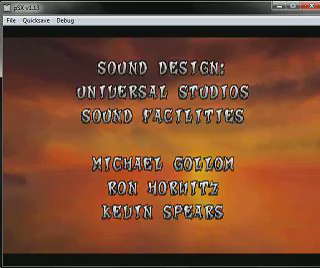 pSX v1.13
File Quicksave Debug
SOUND DESIGN:
UNIVERSAL STUDIOS
SOUND FACILITIES
MICHAEL GOLLOM
RON HORWITZ
KEVIN SPEARS